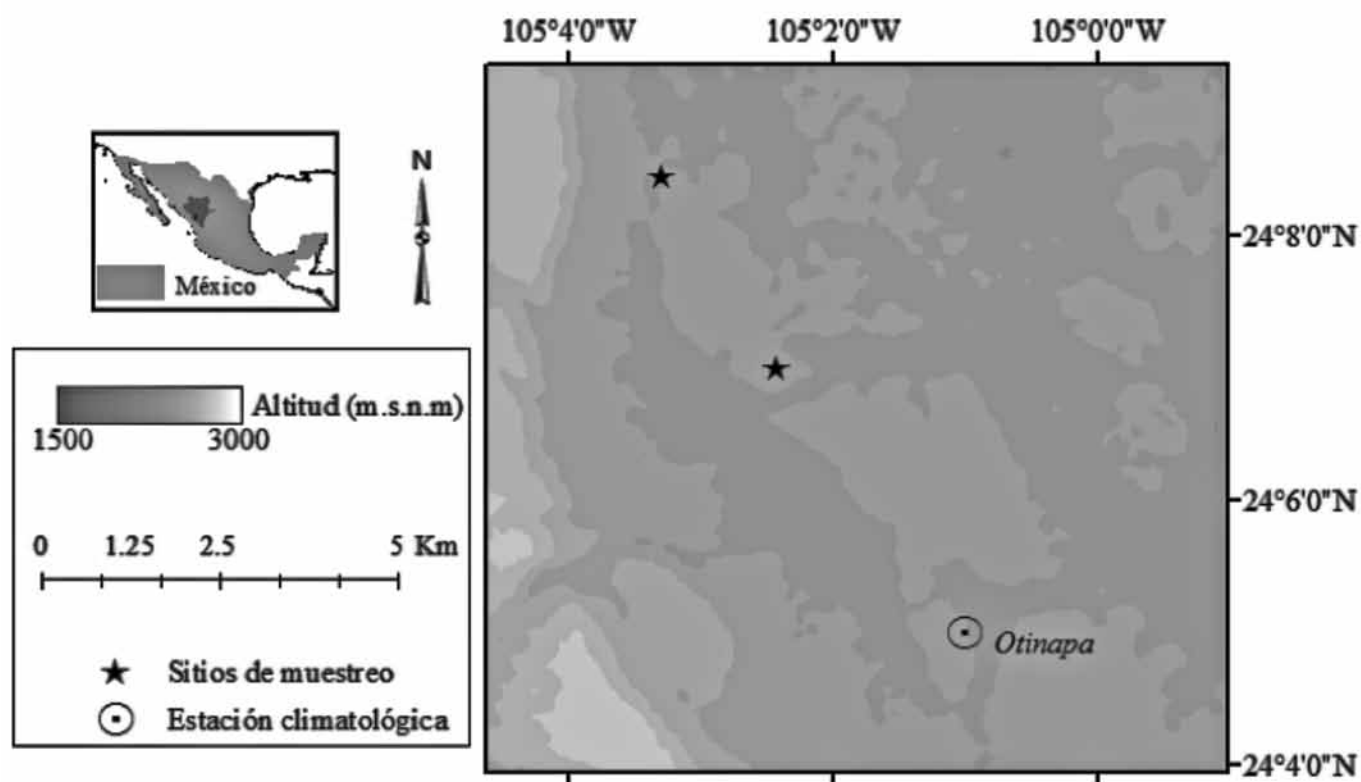 105°4'0"W 105°2'0"W 105°0'0"W
N
México
24°8'0"N
Altitud (m.s.n.m)
1500 3000
24°6'0"N
0 1.25 2.5 5 Km
Otinapa
Sitios de muestreo
Estación climatológica
24°4'0"N